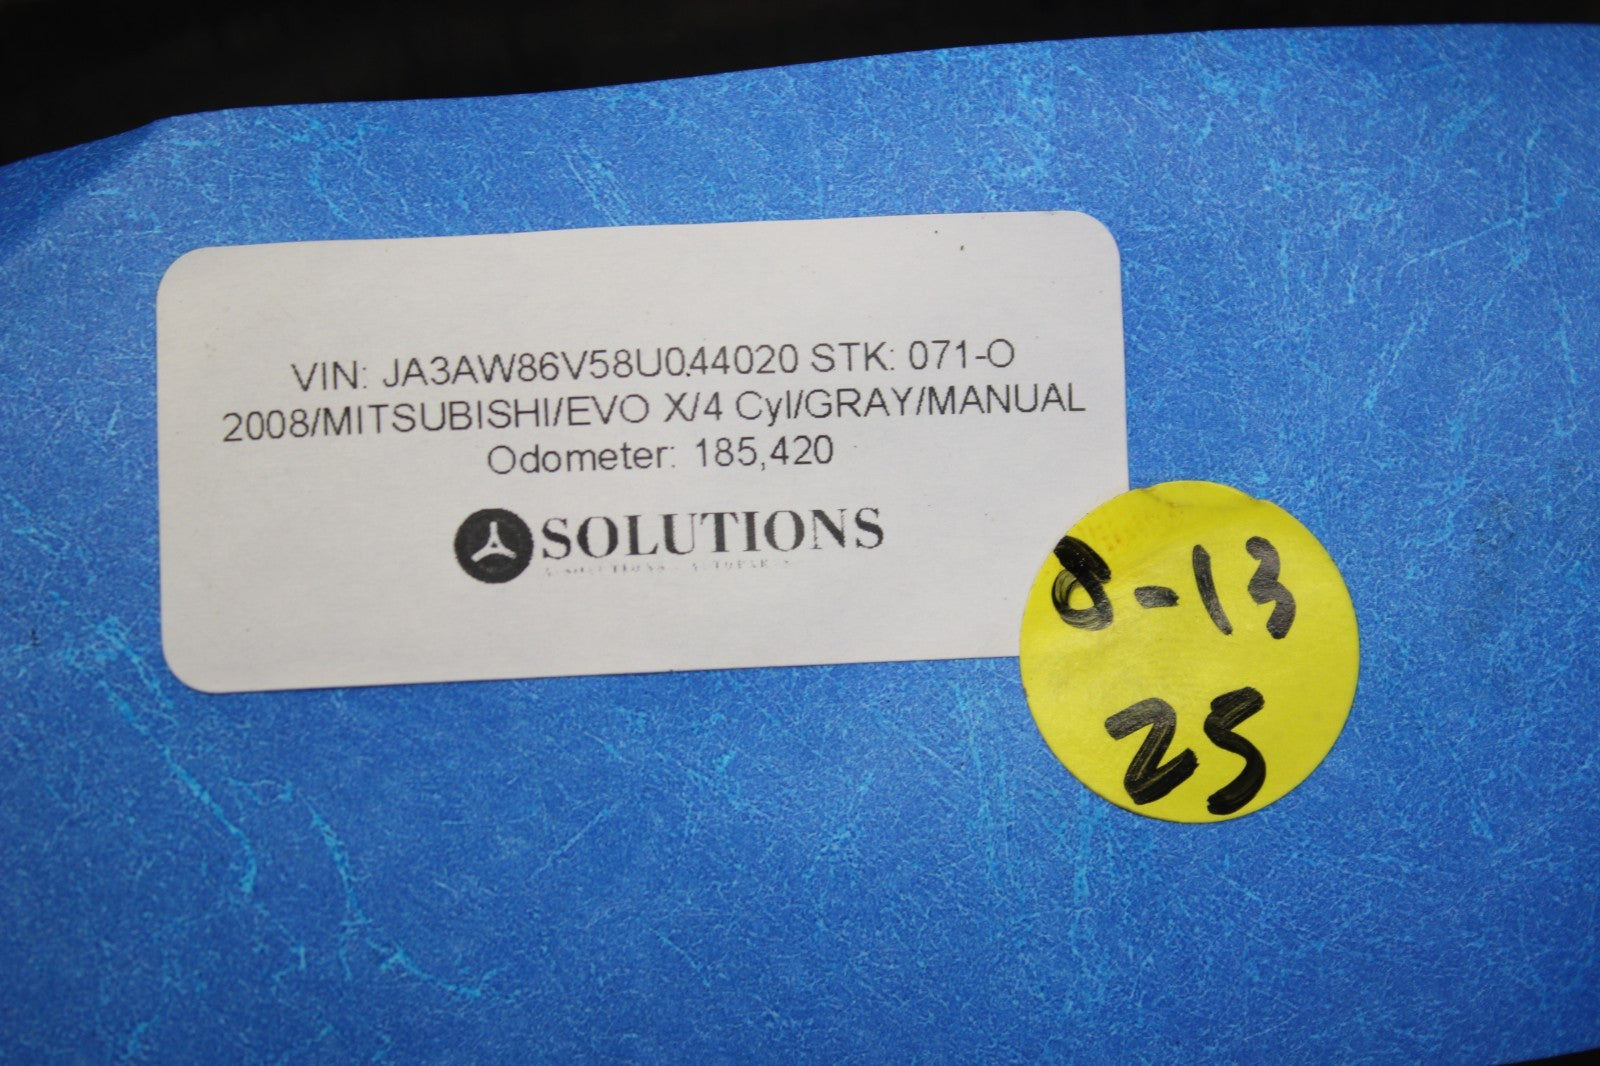 VIN: JA3AW86V58U044020 STK: 071-O
2008/MITSUBISHI/EVO X/4 Cyl/GRAY/MANUAL
Odometer: 185,420
SOLUTIONS
8-13
25